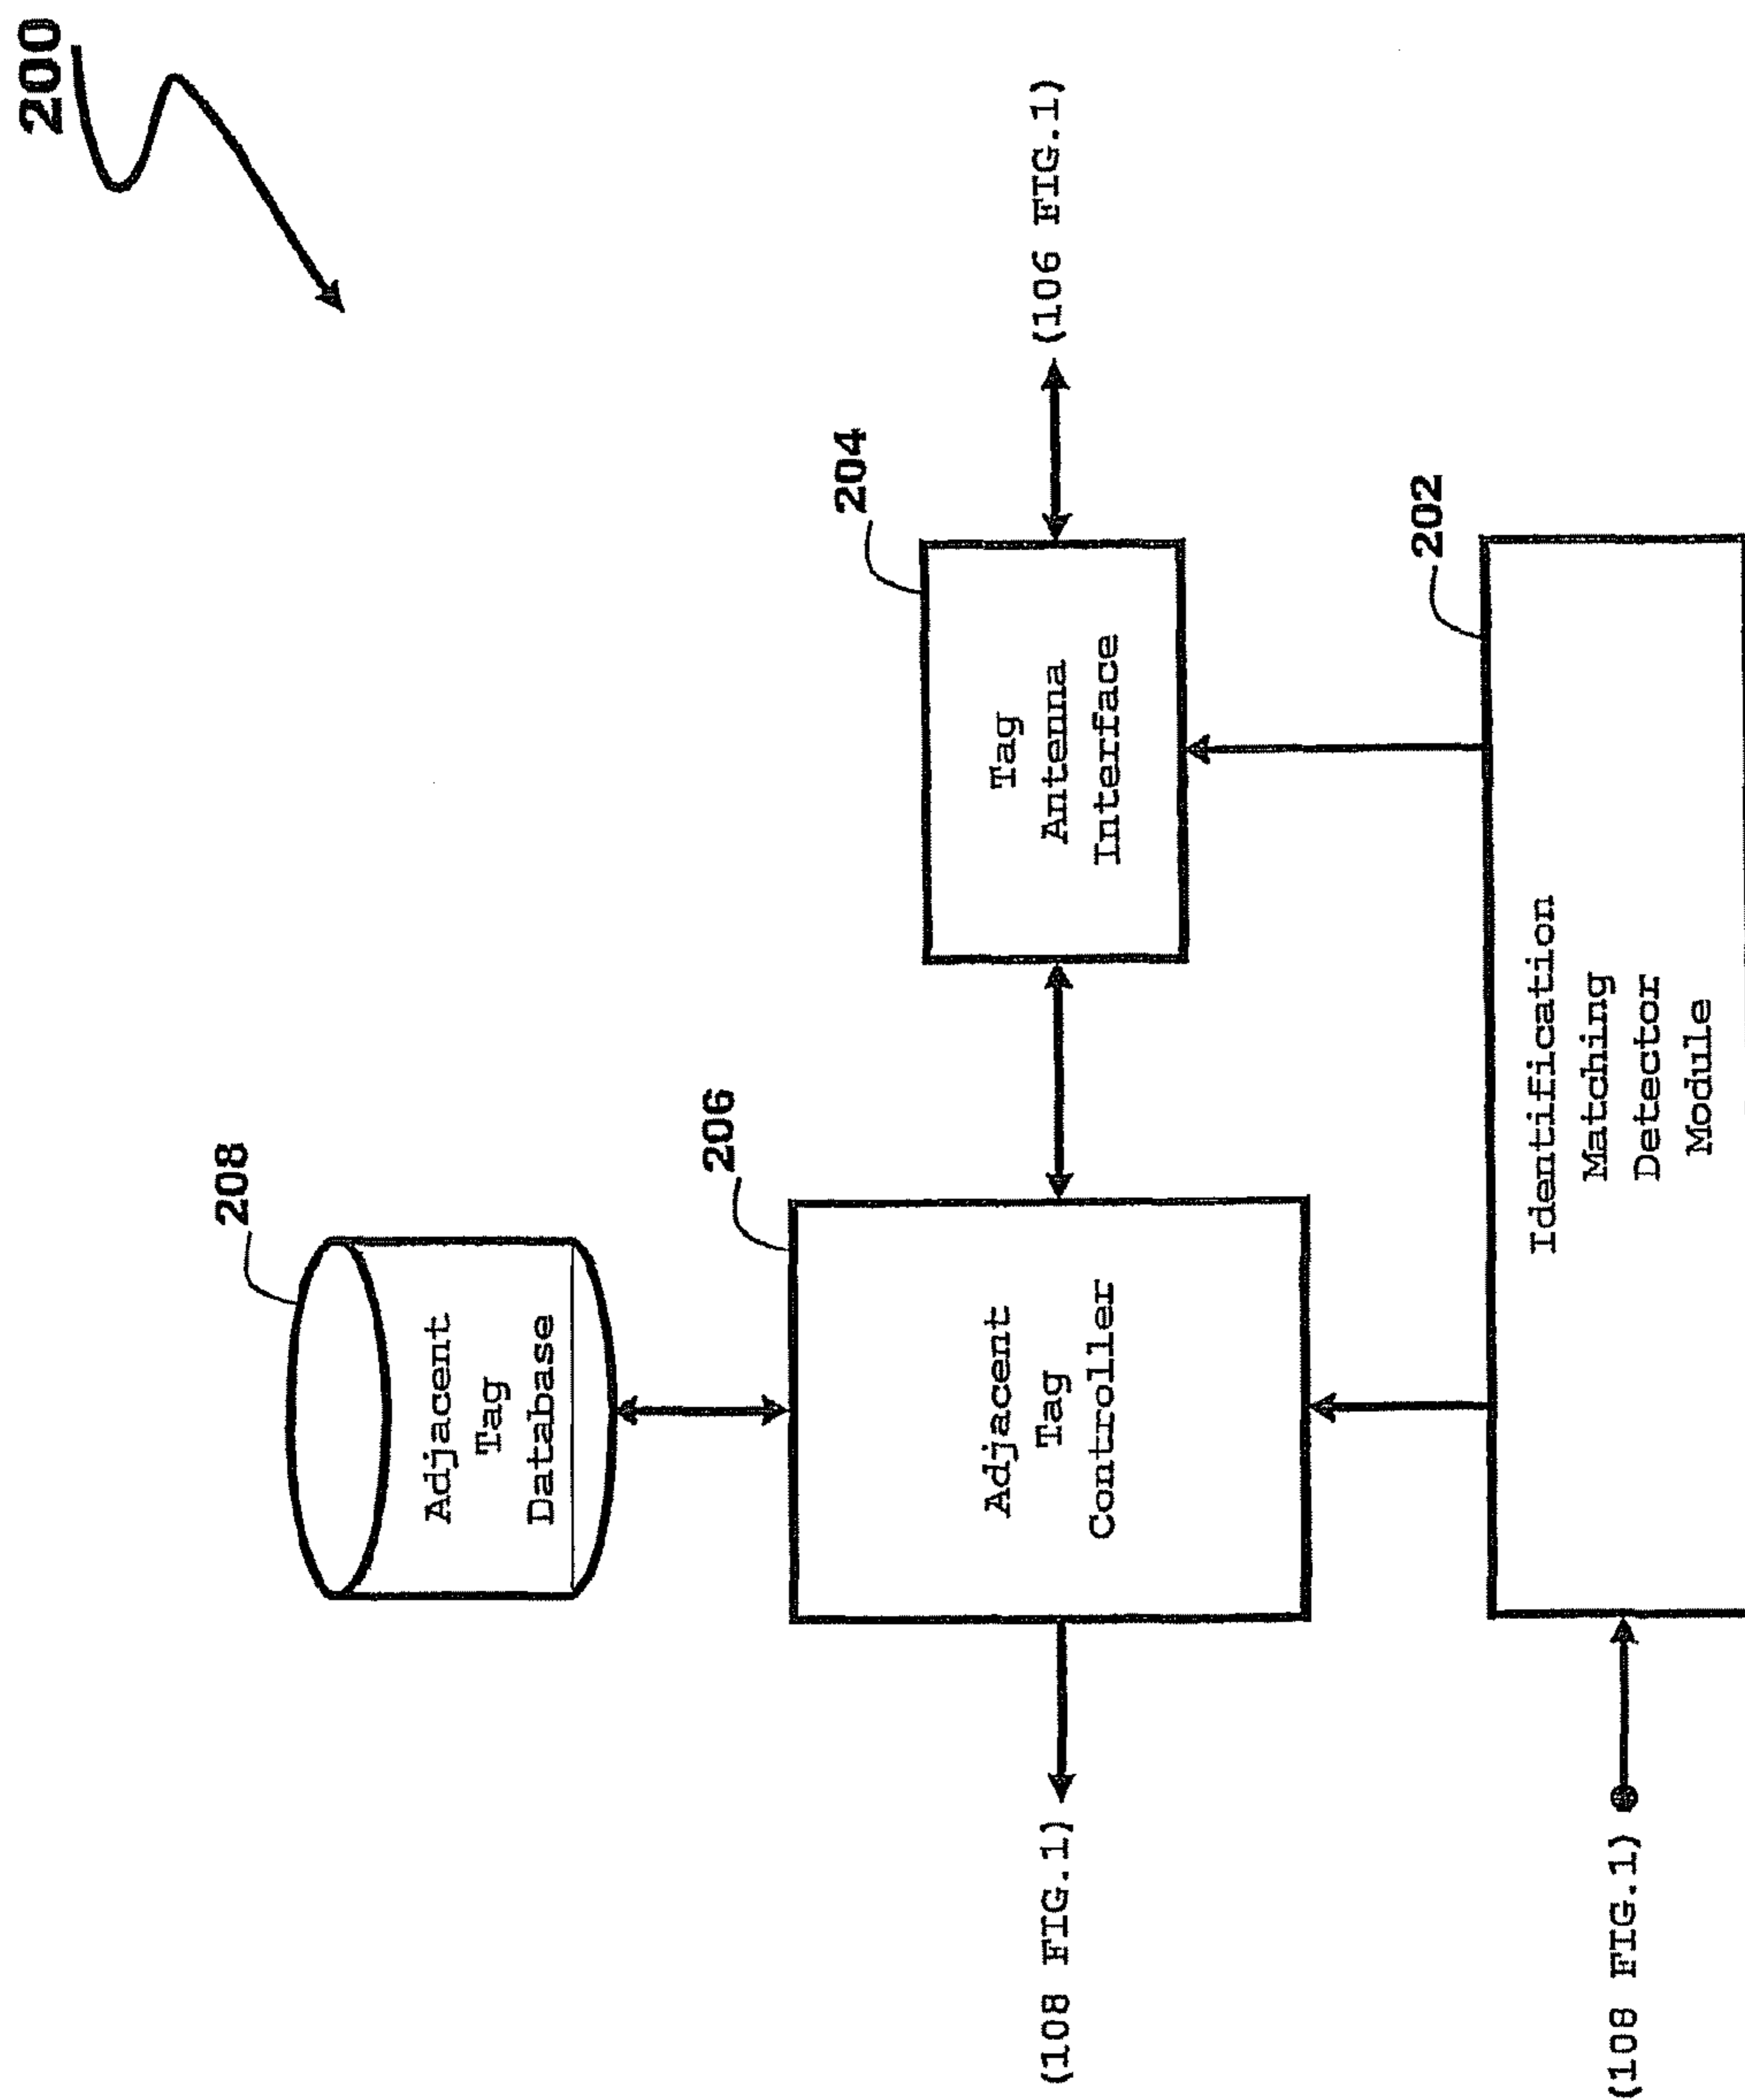 200
208
Adjacent
Tag
Database
206
Adjacent
Tag
Controller
204
Tag
Antenna
Interface
(106 FIG.1)
(108 FIG.1)
202
Identification
Matching
Detector
Module
(108 FIG.1)